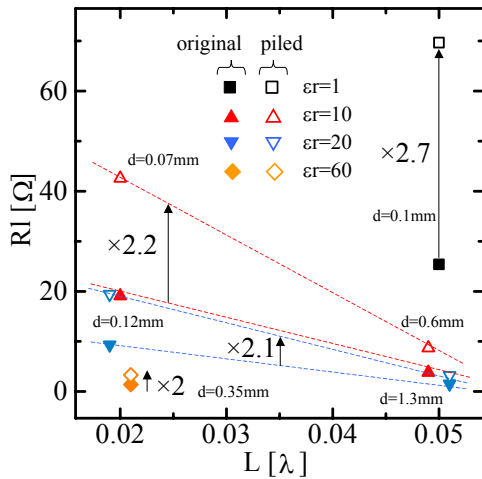 original piled
εr=1
εr=10
εr=20
εr=60
Rl [Ω]
60
40
20
0
d=0.07mm
×2.7
d=0.1mm
×2.2
d=0.12mm
d=0.6mm
×2.1
×2
d=0.35mm
d=1.3mm
0.02 0.03 0.04 0.05
L [λ]